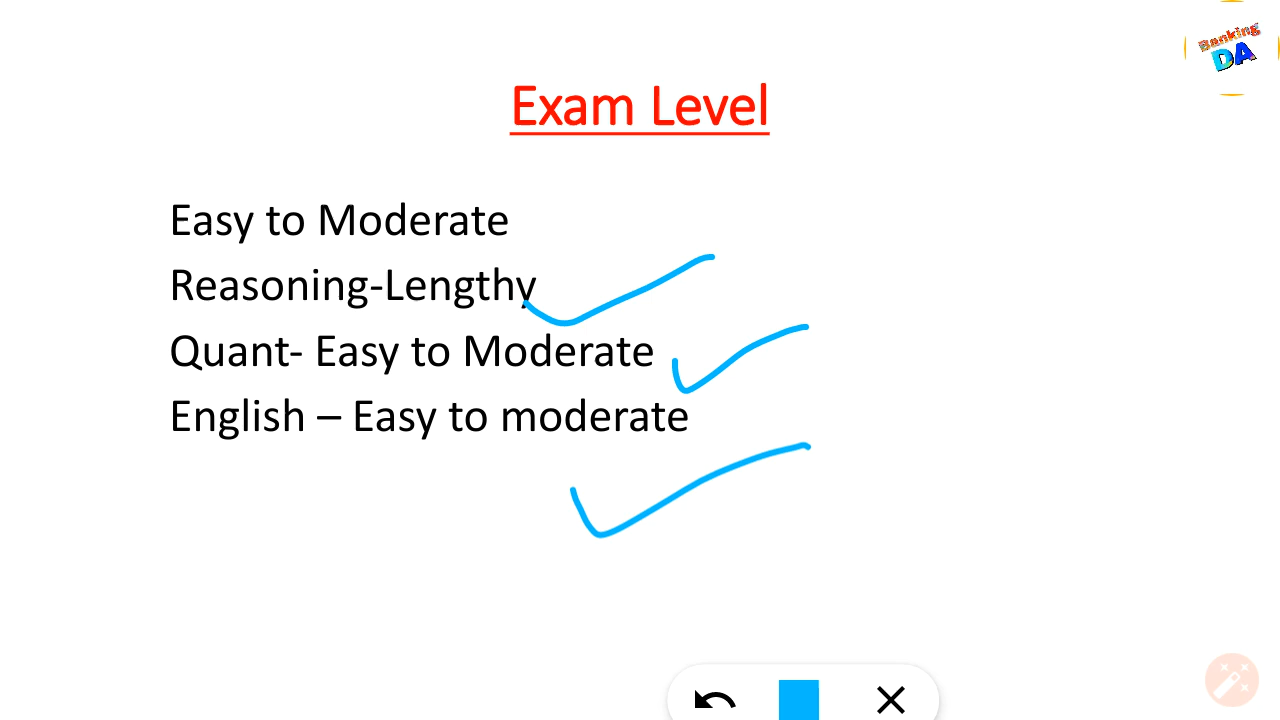 Banking
DA
Exam Level
Easy to Moderate
Reasoning-Lengthy
Quant- Easy to Moderate
English – Easy to moderate